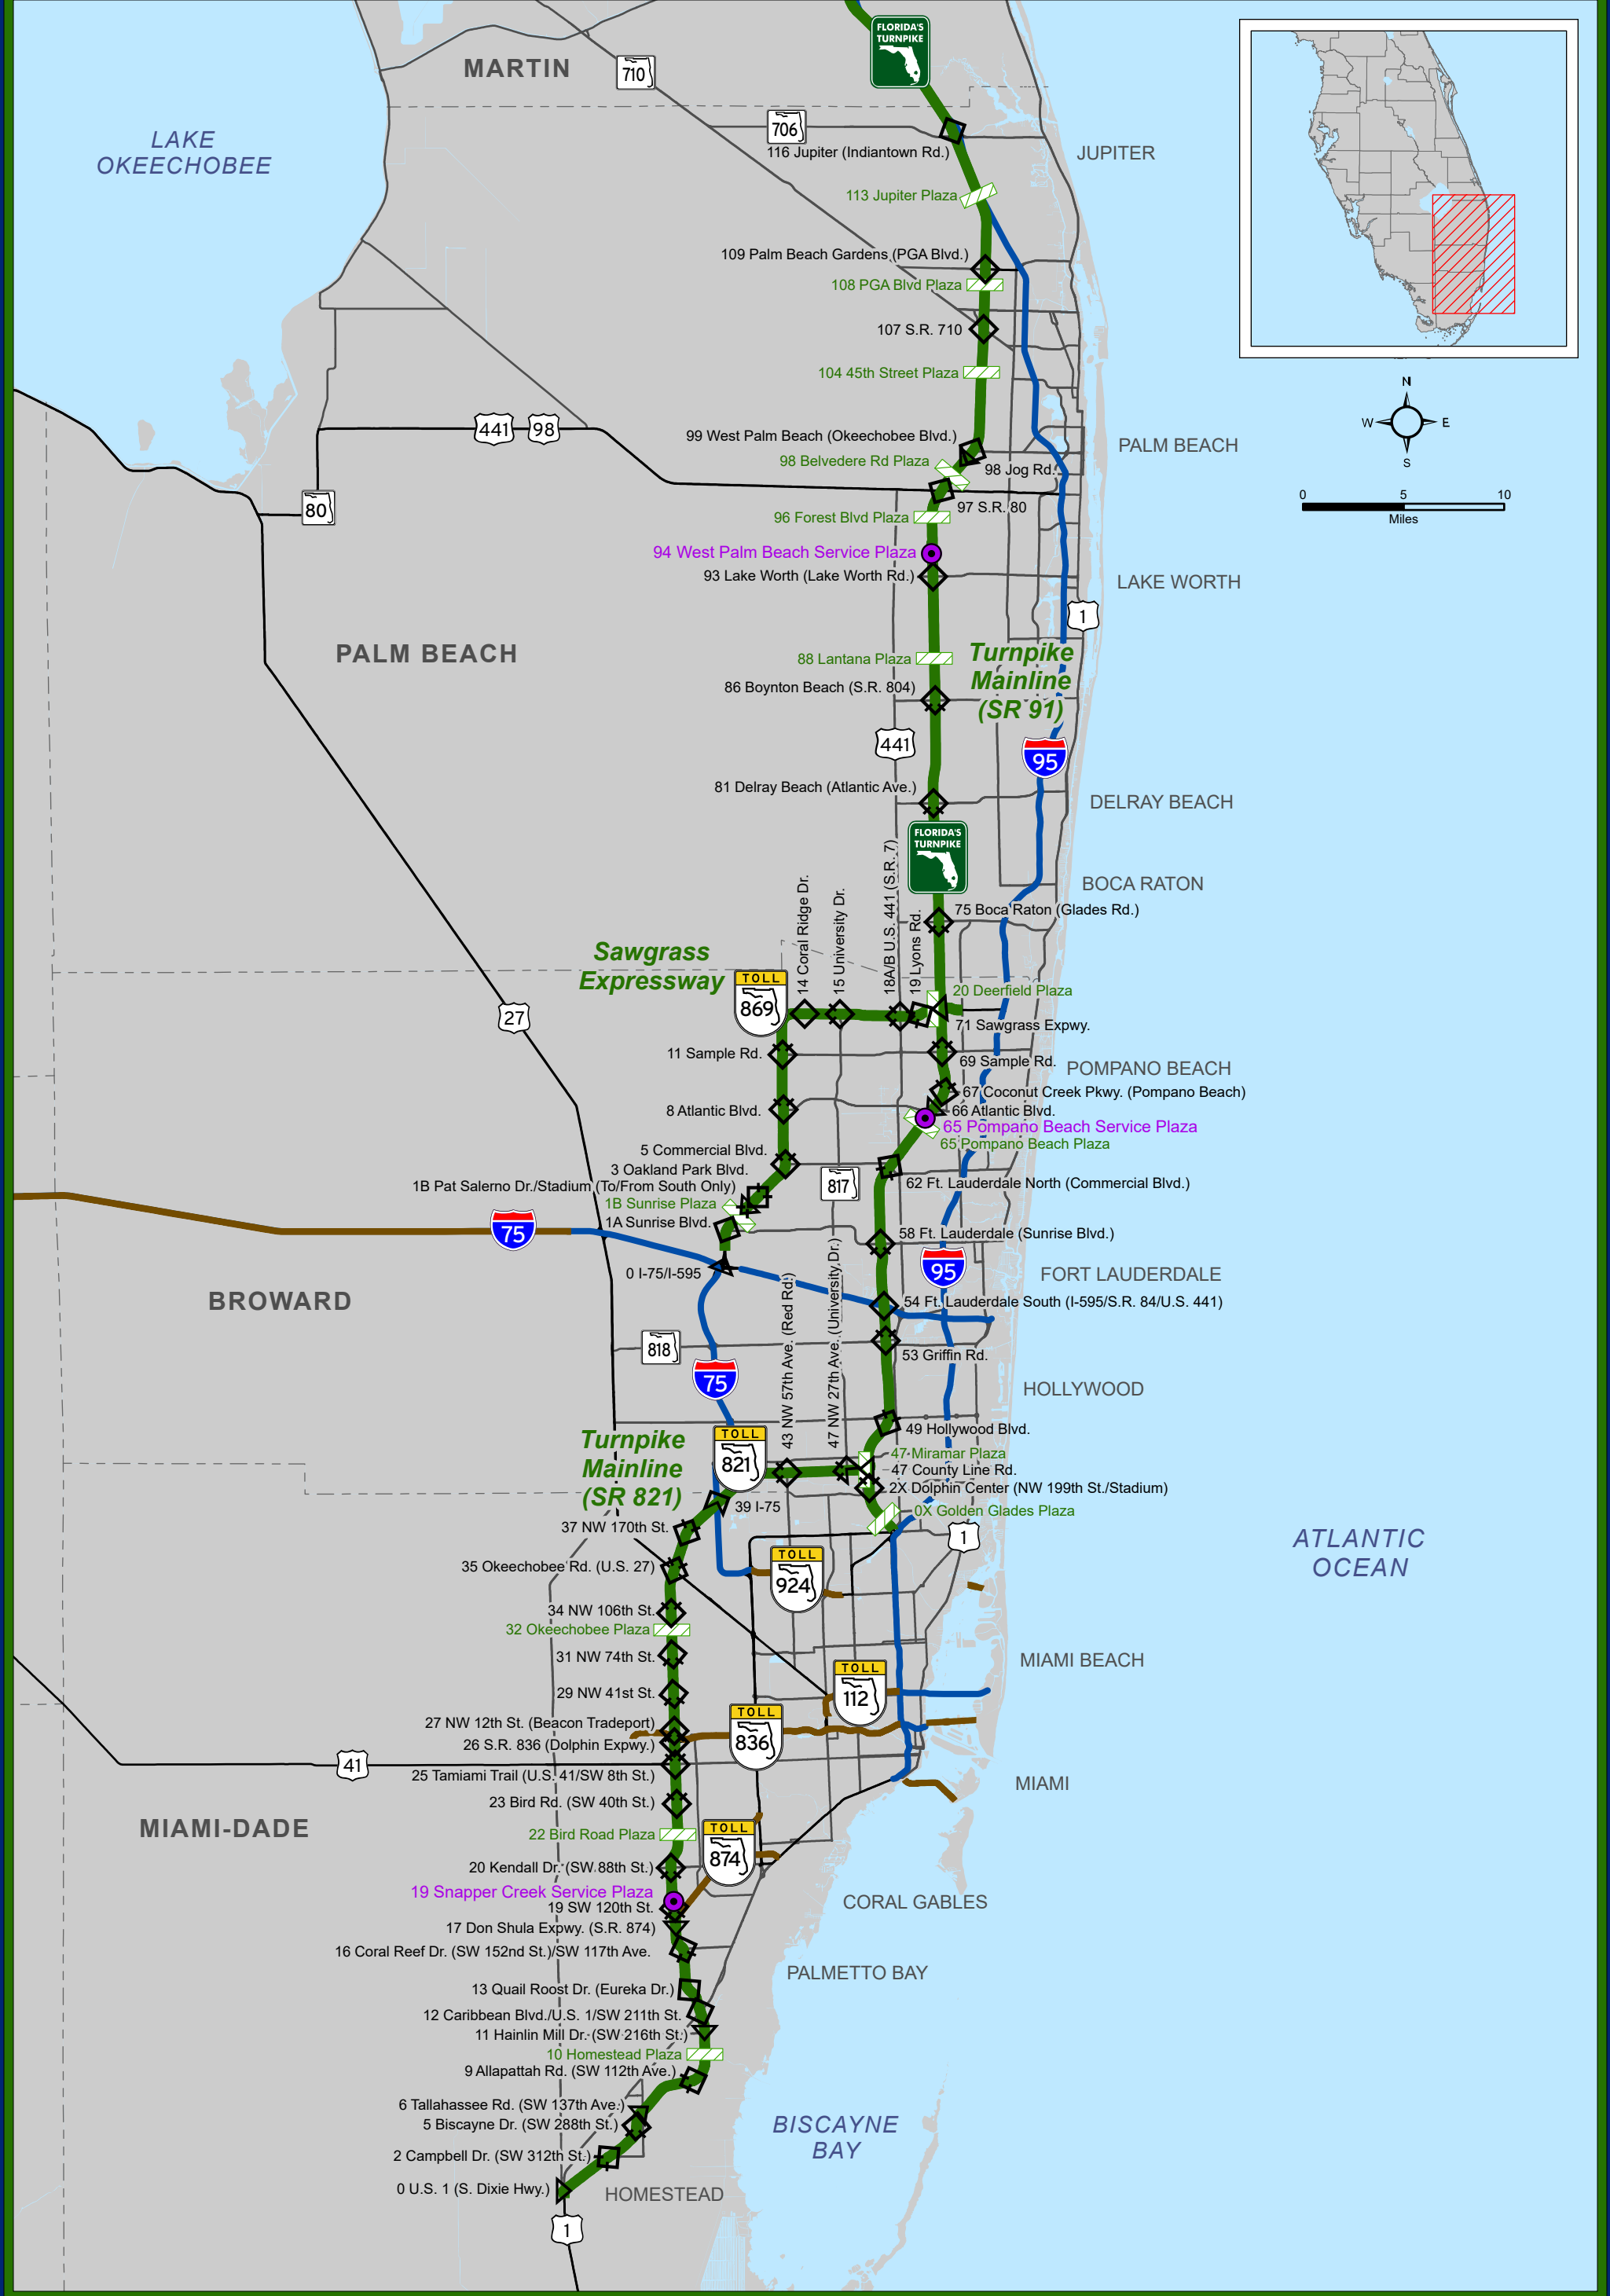 FLORIDA'S
TURNPIKE
MARTIN
710
706
LAKE
OKEECHOBEE
116 Jupiter (Indiantown Rd.)
JUPITER
113 Jupiter Plaza
109 Palm Beach Gardens (PGA Blvd.)
108 PGA Blvd Plaza
107 S.R. 710
104 45th Street Plaza
N
W
E
S
441
98
99 West Palm Beach (Okeechobee Blvd.)
PALM BEACH
98 Belvedere Rd Plaza
98 Jog Rd.
0
5
10
Miles
80
97 S.R. 80
96 Forest Blvd Plaza
94 West Palm Beach Service Plaza
93 Lake Worth (Lake Worth Rd.)
LAKE WORTH
1
PALM BEACH
88 Lantana Plaza
Turnpike
Mainline
(SR 91)
86 Boynton Beach (S.R. 804)
441
95
81 Delray Beach (Atlantic Ave.)
DELRAY BEACH
FLORIDA'S
TURNPIKE
BOCA RATON
75 Boca Raton (Glades Rd.)
14 Coral Ridge Dr.
15 University Dr.
18A/B U.S. 441 (S.R. 7)
19 Lyons Rd.
Sawgrass
Expressway
TOLL
869
20 Deerfield Plaza
27
71 Sawgrass Expwy.
11 Sample Rd.
69 Sample Rd.
POMPANO BEACH
67 Coconut Creek Pkwy. (Pompano Beach)
8 Atlantic Blvd.
66 Atlantic Blvd.
65 Pompano Beach Service Plaza
65 Pompano Beach Plaza
5 Commercial Blvd.
3 Oakland Park Blvd.
817
62 Ft. Lauderdale North (Commercial Blvd.)
1B Pat Salerno Dr./Stadium (To/From South Only)
1B Sunrise Plaza
1A Sunrise Blvd.
75
58 Ft. Lauderdale (Sunrise Blvd.)
95
0 I-75/I-595
FORT LAUDERDALE
BROWARD
54 Ft. Lauderdale South (I-595/S.R. 84/U.S. 441)
43 NW 57th Ave. (Red Rd.)
47 NW 27th Ave. (University Dr.)
818
53 Griffin Rd.
75
HOLLYWOOD
49 Hollywood Blvd.
Turnpike
Mainline
(SR 821)
TOLL
821
47 Miramar Plaza
47 County Line Rd.
2X Dolphin Center (NW 199th St./Stadium)
39 I-75
0X Golden Glades Plaza
37 NW 170th St.
1
ATLANTIC
OCEAN
35 Okeechobee Rd. (U.S. 27)
TOLL
924
34 NW 106th St.
32 Okeechobee Plaza
31 NW 74th St.
MIAMI BEACH
TOLL
112
29 NW 41st St.
27 NW 12th St. (Beacon Tradeport)
TOLL
836
26 S.R. 836 (Dolphin Expwy.)
41
25 Tamiami Trail (U.S. 41/SW 8th St.)
MIAMI
23 Bird Rd. (SW 40th St.)
MIAMI-DADE
22 Bird Road Plaza
TOLL
874
20 Kendall Dr. (SW 88th St.)
19 Snapper Creek Service Plaza
CORAL GABLES
19 SW 120th St.
17 Don Shula Expwy. (S.R. 874)
16 Coral Reef Dr. (SW 152nd St.)/SW 117th Ave.
PALMETTO BAY
13 Quail Roost Dr. (Eureka Dr.)
12 Caribbean Blvd./U.S. 1/SW 211th St.
11 Hainlin Mill Dr. (SW 216th St.)
10 Homestead Plaza
9 Allapattah Rd. (SW 112th Ave.)
6 Tallahassee Rd. (SW 137th Ave.)
5 Biscayne Dr. (SW 288th St.)
BISCAYNE
BAY
2 Campbell Dr. (SW 312th St.)
0 U.S. 1 (S. Dixie Hwy.)
HOMESTEAD
1